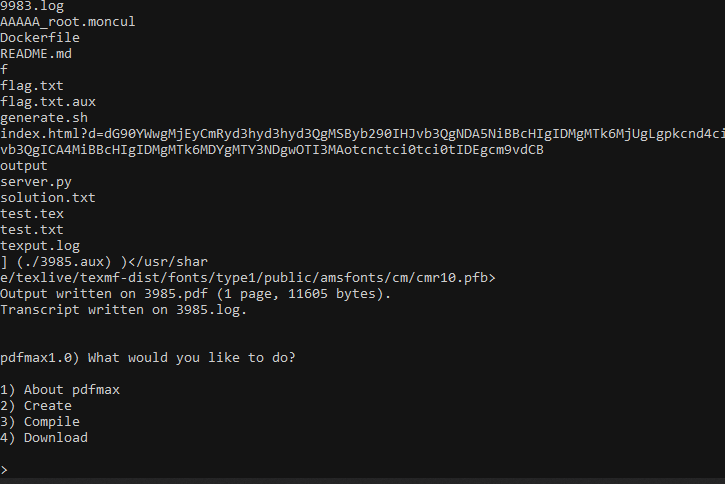 9983.log
AAAAA_root.moncul
Dockerfile
README.md
f
flag.txt
flag.txt.aux
generate.sh
index.html?d=dG90YWwgMjEyCmRyd3hyd3hyd3QgMSByb290IHJvb3QgNDA5NiBBcHIgIDMgMTk6MjUgLgpkcnd4ci
vb3QgICA4MiBBcHIgIDMgMTk6MDYgMTY3NDgwOTI3MAotcnctci0tci0tIDEgcm9vdCB
output
server.py
solution.txt
test.tex
test.txt
texput.log
] (./3985.aux) )</usr/shar
e/texlive/texmf-dist/fonts/type1/public/amsfonts/cm/cmr10.pfb>
Output written on 3985.pdf (1 page, 11605 bytes).
Transcript written on 3985.log.
pdfmax1.0) What would you like to do?
1) About pdfmax
2) Create
3) Compile
4) Download
>